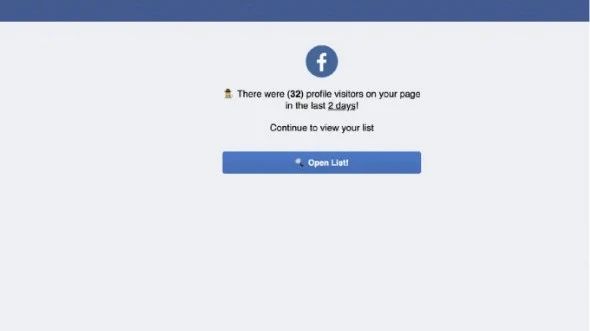 There were (32) profile visitors on your page
in the last 2 days!
Continue to view your list
Open List!